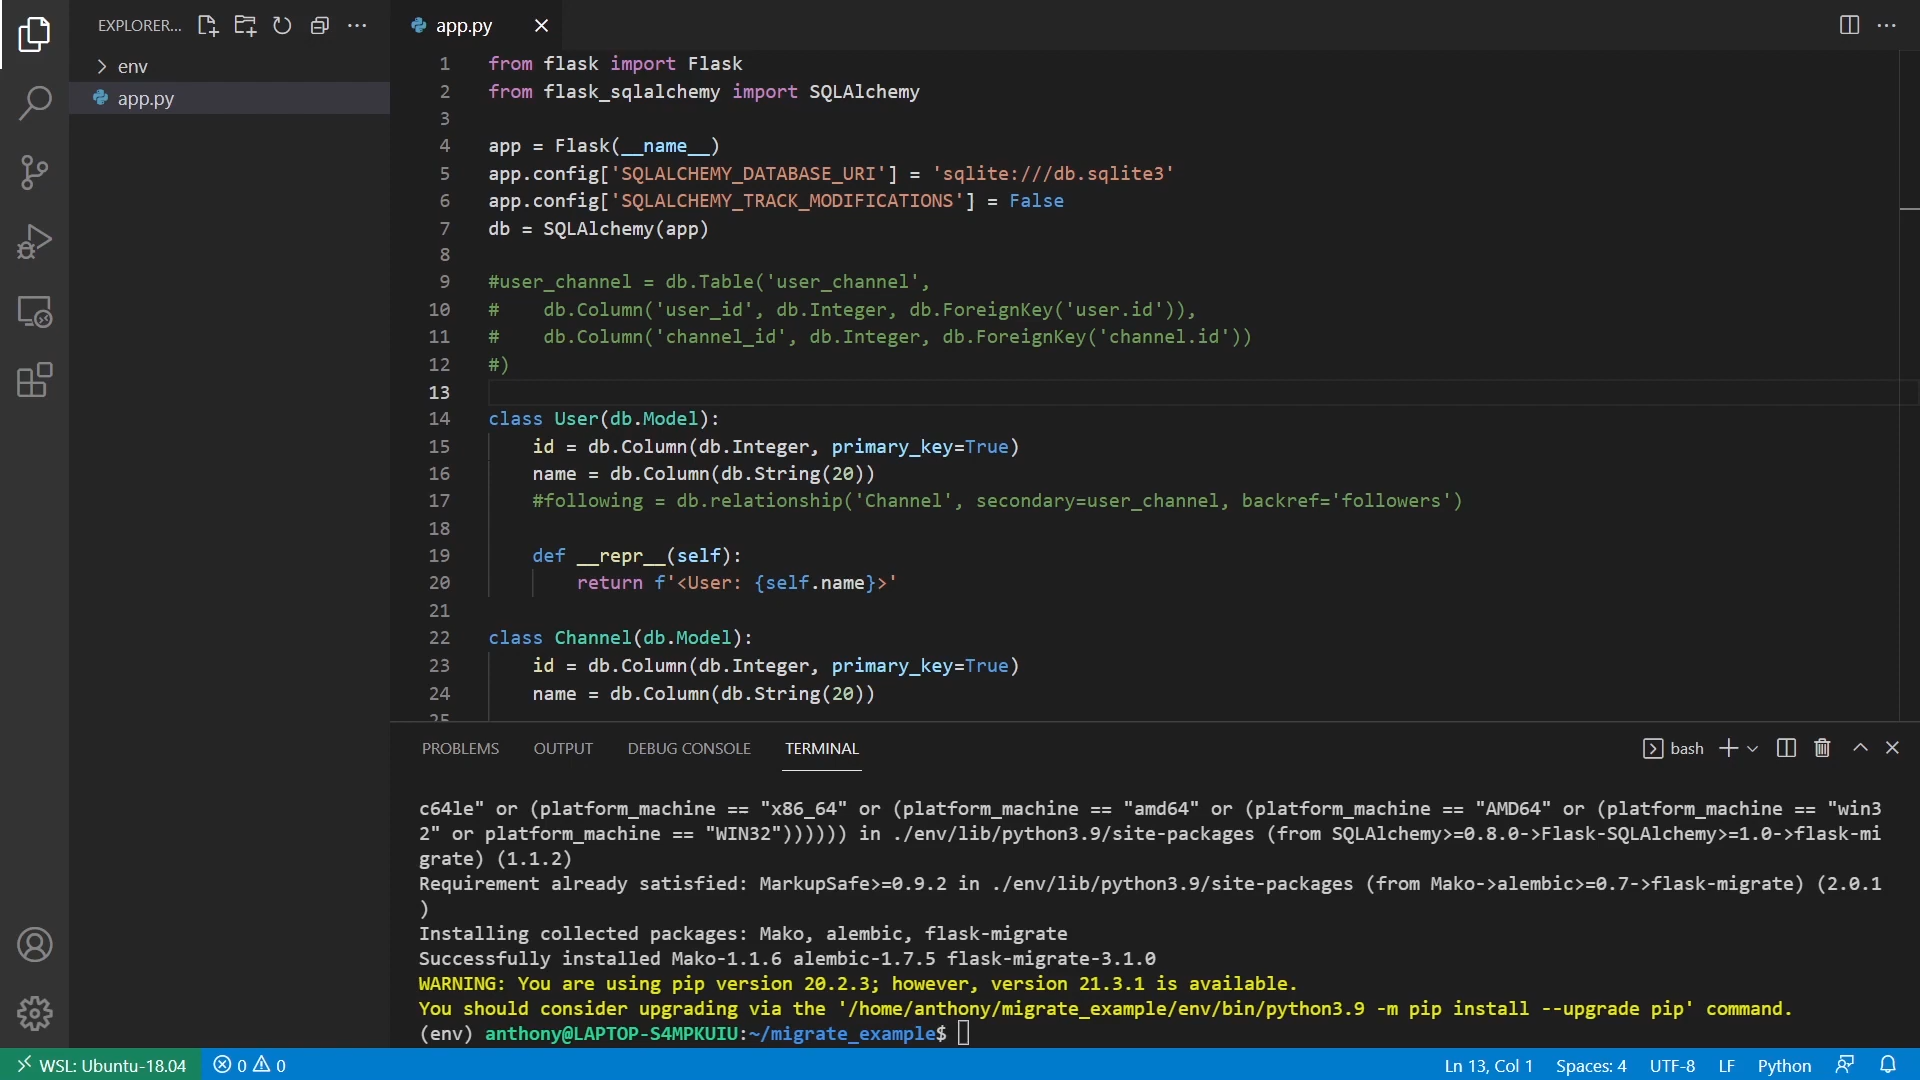 EXPLORER...
env
app.py
app.py
1 from flask import Flask
2 from flask_sqlalchemy import SQLAlchemy
3
4 app = Flask(__name__)
5 app.config['SQLALCHEMY_DATABASE_URI'] = 'sqlite:///db.sqlite3'
6 app.config['SQLALCHEMY_TRACK_MODIFICATIONS'] = False
7 db = SQLAlchemy(app)
8
9 #user_channel = db.Table('user_channel',
10 #    db.Column('user_id', db.Integer, db.ForeignKey('user.id')),
11 #    db.Column('channel_id', db.Integer, db.ForeignKey('channel.id'))
12 #)
13
14 class User(db.Model):
15     id = db.Column(db.Integer, primary_key=True)
16     name = db.Column(db.String(20))
17     #following = db.relationship('Channel', secondary=user_channel, backref='followers')
18
19     def __repr__(self):
20         return f'<User: {self.name}>'
21
22 class Channel(db.Model):
23     id = db.Column(db.Integer, primary_key=True)
24     name = db.Column(db.String(20))
25
PROBLEMS OUTPUT DEBUG CONSOLE TERMINAL bash
c64le" or (platform_machine == "x86_64" or (platform_machine == "amd64" or (platform_machine == "AMD64" or (platform_machine == "win3
2" or platform_machine == "WIN32")))))) in ./env/lib/python3.9/site-packages (from SQLAlchemy>=0.8.0->Flask-SQLAlchemy>=1.0->flask-mi
grate) (1.1.2)
Requirement already satisfied: MarkupSafe>=0.9.2 in ./env/lib/python3.9/site-packages (from Mako->alembic>=0.7->flask-migrate) (2.0.1
)
Installing collected packages: Mako, alembic, flask-migrate
Successfully installed Mako-1.1.6 alembic-1.7.5 flask-migrate-3.1.0
WARNING: You are using pip version 20.2.3; however, version 21.3.1 is available.
You should consider upgrading via the '/home/anthony/migrate_example/env/bin/python3.9 -m pip install --upgrade pip' command.
(env) anthony@LAPTOP-S4MPKUIU:~/migrate_example$
WSL: Ubuntu-18.04 0 0 Ln 13, Col 1 Spaces: 4 UTF-8 LF Python